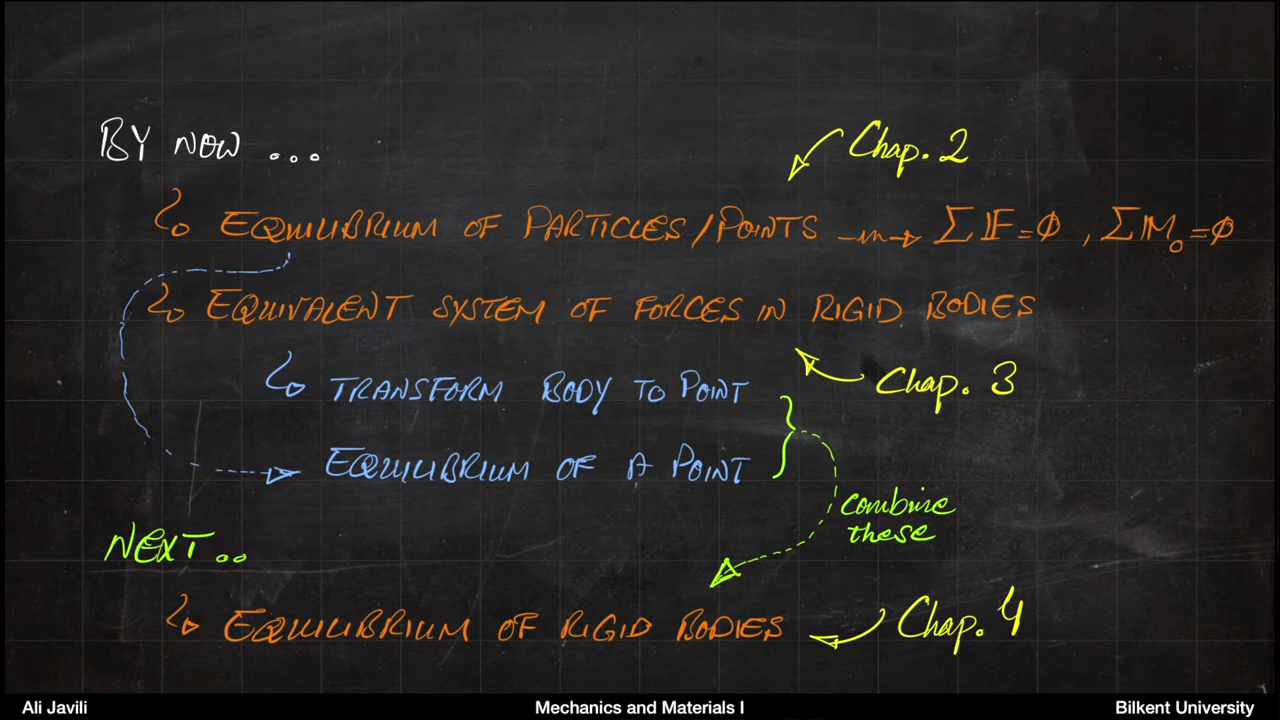 BY NOW ...
Chap. 2
EQUILIBRIUM OF PARTICLES/POINTS → ∑F=0, ∑M₀=0
EQUIVALENT SYSTEM OF FORCES IN RIGID BODIES
TRANSFORM BODY TO POINT
Chap. 3
EQUILIBRIUM OF A POINT
combine
these
NEXT..
EQUILIBRIUM OF RIGID BODIES
Chap. 4
Ali Javili
Mechanics and Materials I
Bilkent University